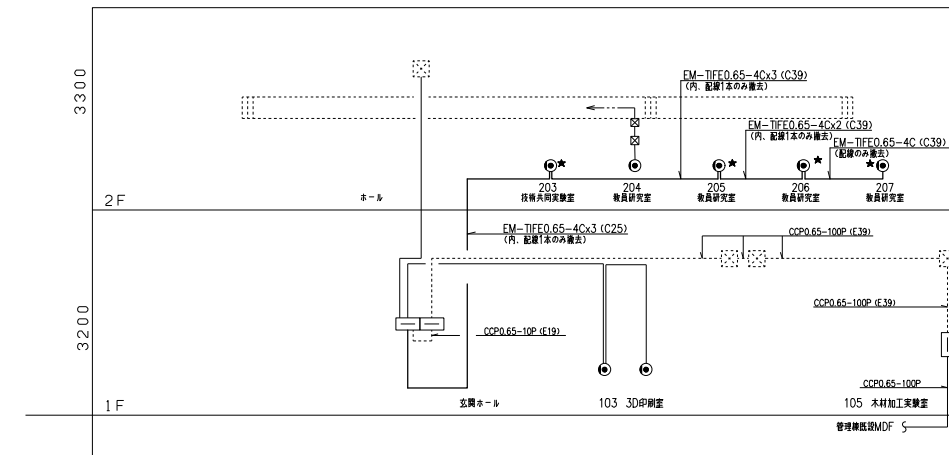 3300
EM-TIFE0.65-4Cx3 (C39)
(内、配線1本のみ撤去)
EM-TIFE0.65-4Cx2 (C39)
(内、配線1本のみ撤去)
EM-TIFE0.65-4C (C39)
(配線のみ撤去)
★
★
★
★
203
技術共同実験室
204
教員研究室
205
教員研究室
206
教員研究室
207
教員研究室
2F
ホール
EM-TIFE0.65-4Cx3 (C25)
(内、配線1本のみ撤去)
CCP0.65-100P (E39)
3200
CCP0.65-100P (E39)
CCP0.65-10P (E19)
CCP0.65-100P
1F
玄関ホール
103 3D印刷室
105 木材加工実験室
管理棟既設MDF